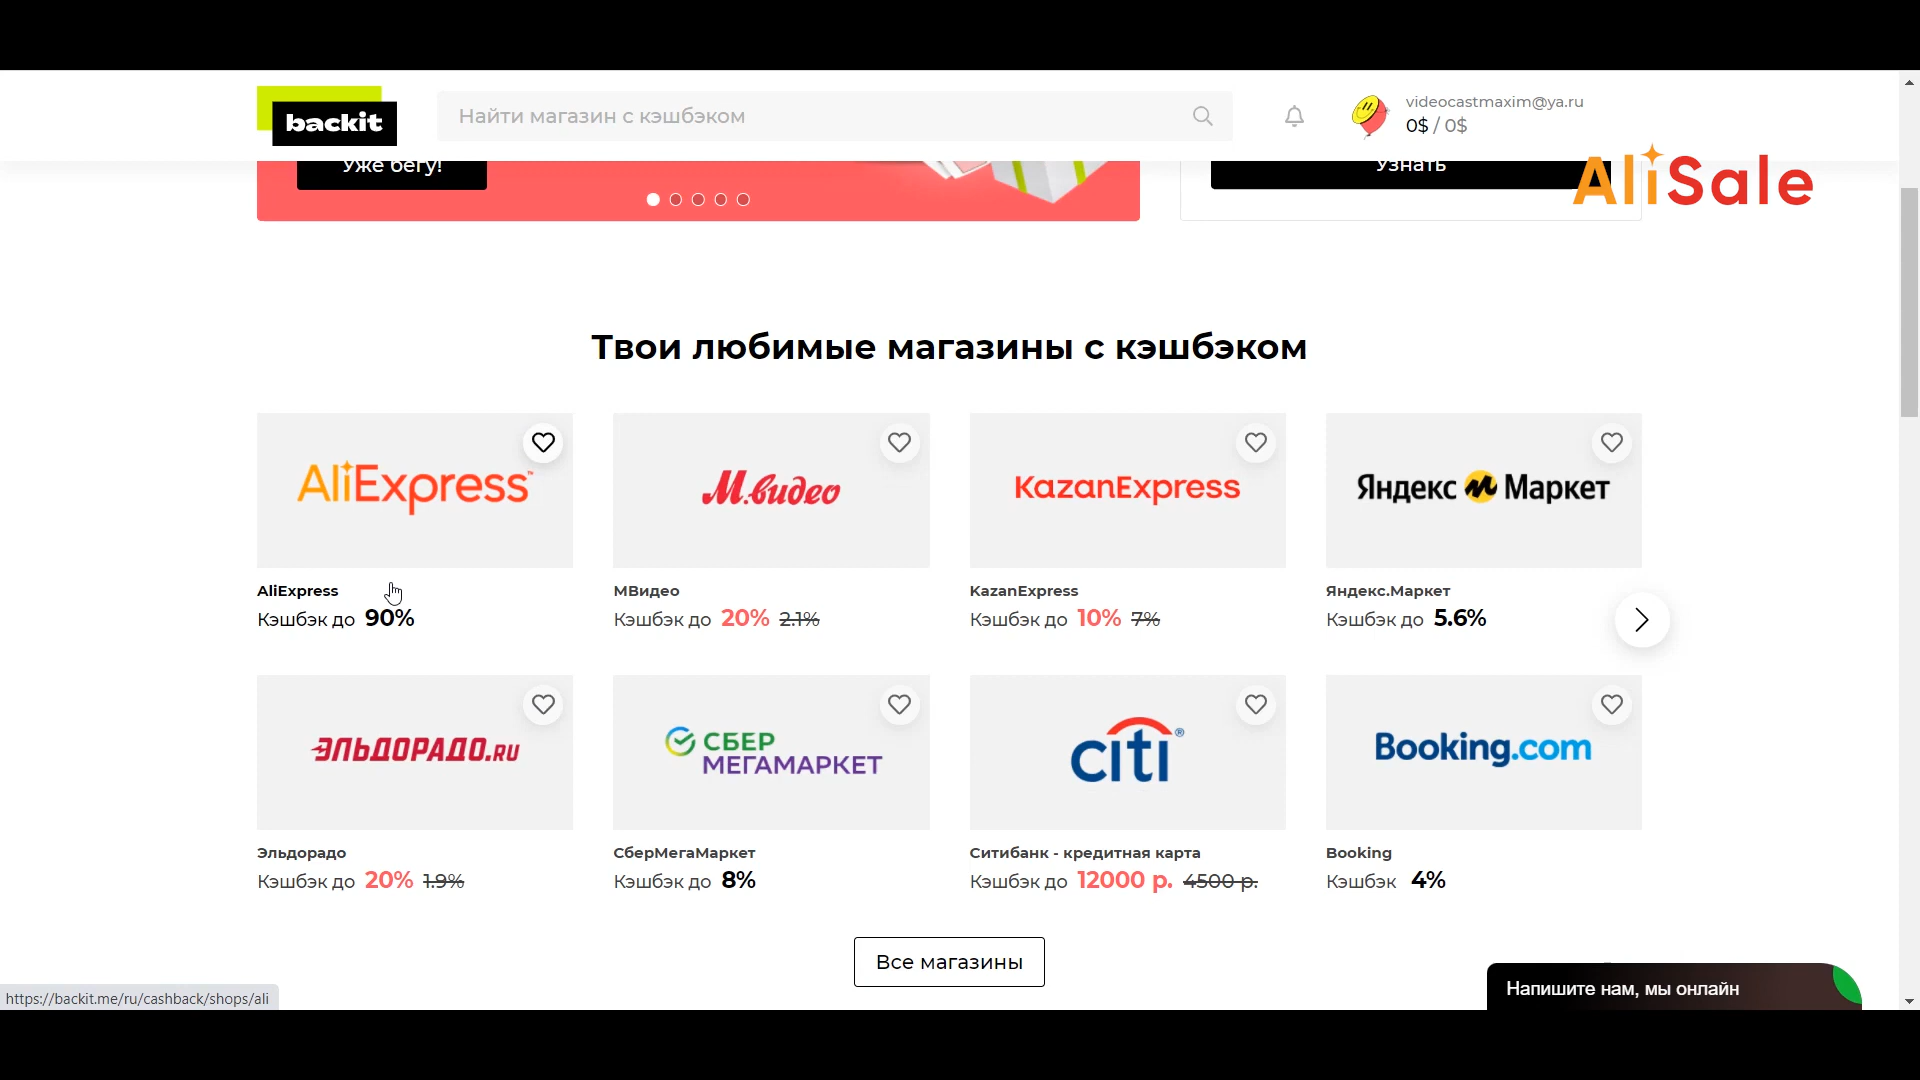 backit
Найти магазин с кэшбэком
videocastmaxim@ya.ru
0$ / 0$
Уже бегу!
Узнать
AliSale
Твои любимые магазины с кэшбэком
AliExpress™
М.видео
KazanExpress
Яндекс Маркет
AliExpress
МВидео
KazanExpress
Яндекс.Маркет
Кэшбэк до 90%
Кэшбэк до 20% 2.1%
Кэшбэк до 10% 7%
Кэшбэк до 5.6%
ЭЛЬДОРАДО.RU
СБЕР
МЕГАМАРКЕТ
citi®
Booking.com
Эльдорадо
СберМегаМаркет
Ситибанк - кредитная карта
Booking
Кэшбэк до 20% 1.9%
Кэшбэк до 8%
Кэшбэк до 12000 р. 4500 р.
Кэшбэк 4%
Все магазины
Напишите нам, мы онлайн
https://backit.me/ru/cashback/shops/ali